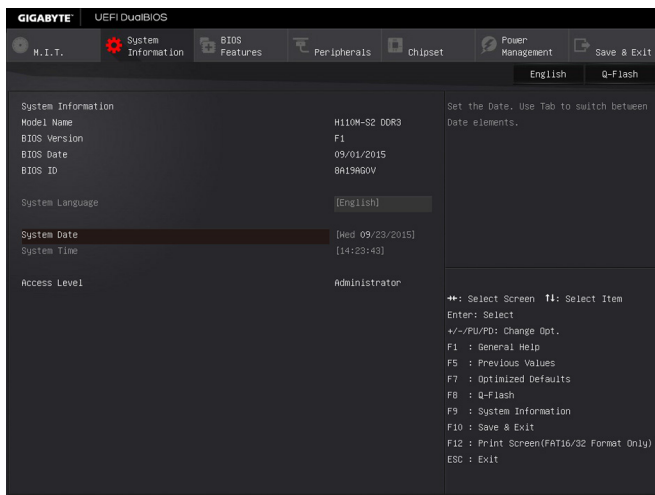 GIGABYTE™ UEFI DualBIOS
M.I.T. System Information BIOS Features Peripherals Chipset Power Management Save & Exit
English Q-Flash
System Information
Model Name H110M-S2 DDR3
BIOS Version F1
BIOS Date 09/01/2015
BIOS ID 8A19AG0V
System Language [English]
System Date [Wed 09/23/2015]
System Time [14:23:43]
Access Level Administrator
Set the Date. Use Tab to switch between
Date elements.
→←: Select Screen ↑↓: Select Item
Enter: Select
+/-/PU/PD: Change Opt.
F1 : General Help
F5 : Previous Values
F7 : Optimized Defaults
F8 : Q-Flash
F9 : System Information
F10 : Save & Exit
F12 : Print Screen(FAT16/32 Format Only)
ESC : Exit